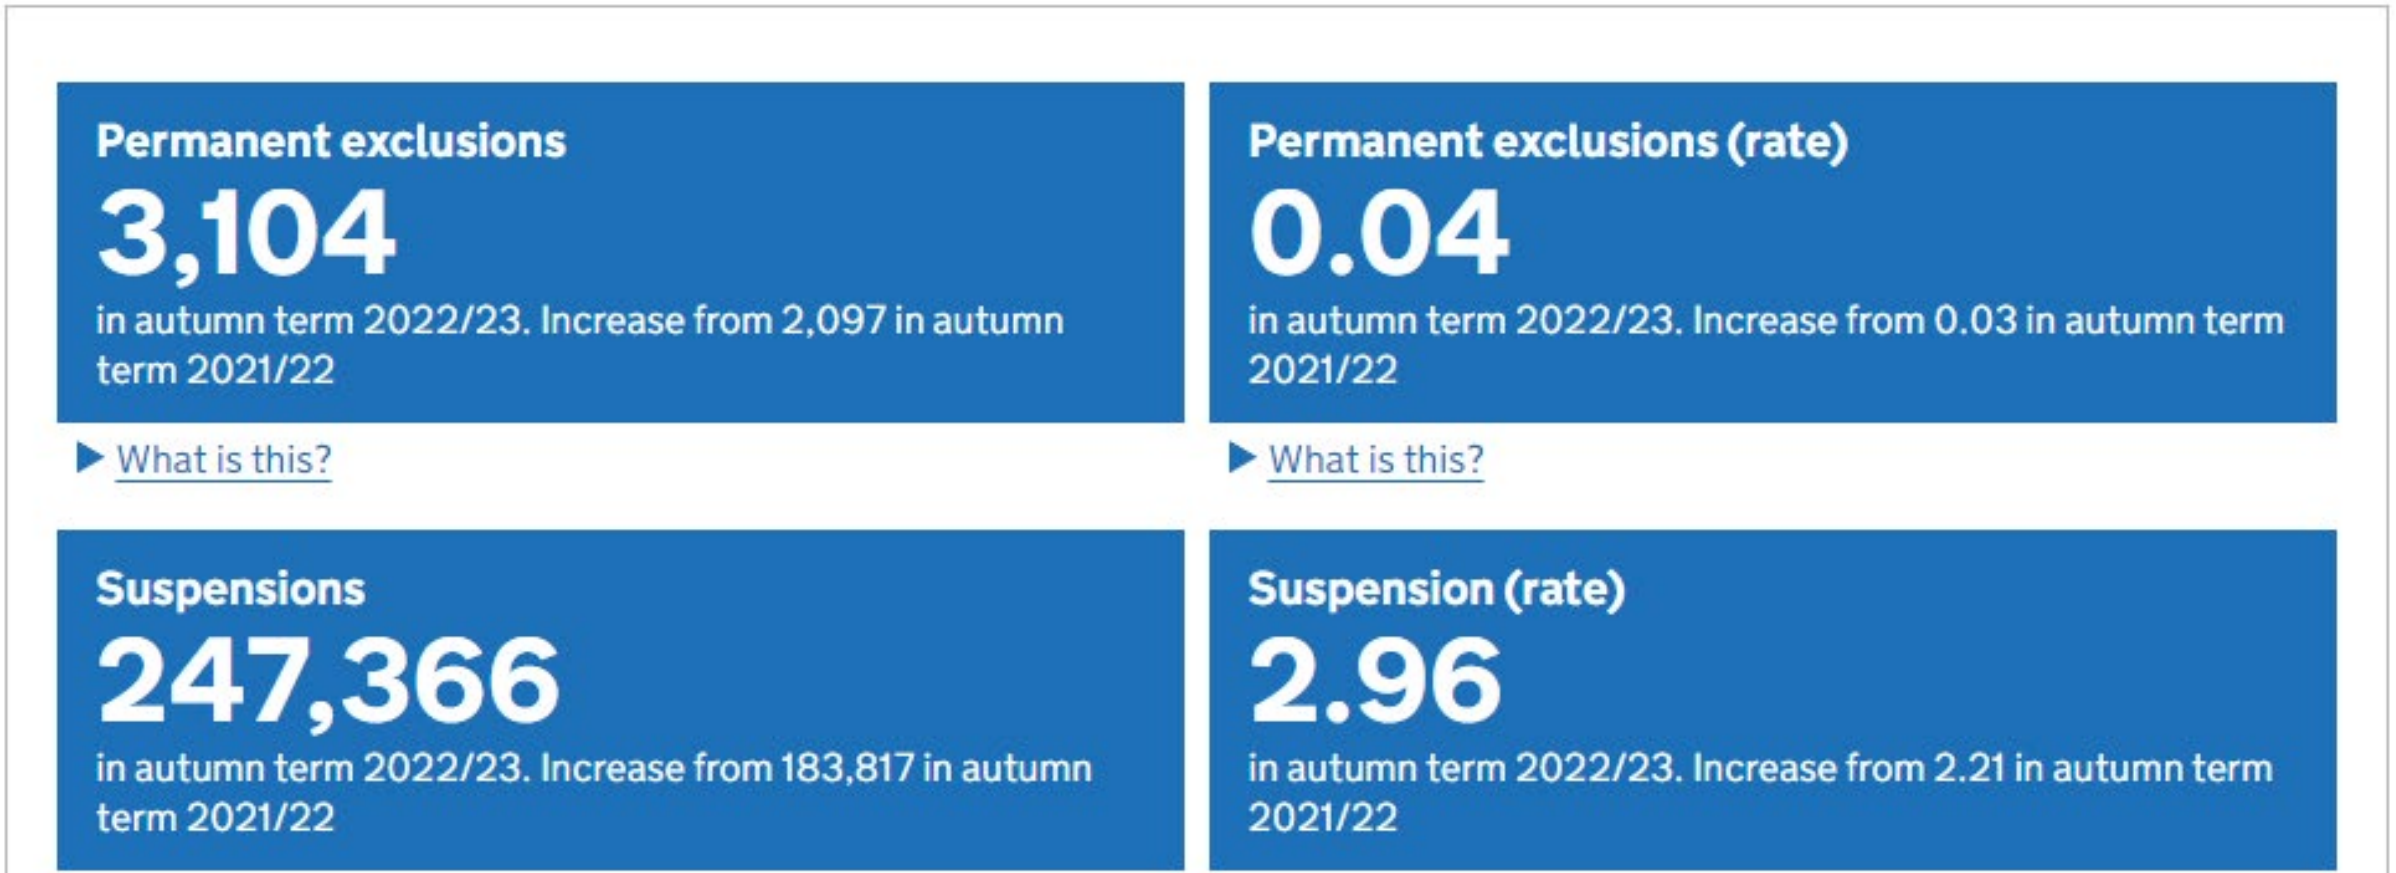 Permanent exclusions
3,104
in autumn term 2022/23. Increase from 2,097 in autumn
term 2021/22
What is this?
Permanent exclusions (rate)
0.04
in autumn term 2022/23. Increase from 0.03 in autumn term
2021/22
What is this?
Suspensions
247,366
in autumn term 2022/23. Increase from 183,817 in autumn
term 2021/22
Suspension (rate)
2.96
in autumn term 2022/23. Increase from 2.21 in autumn term
2021/22